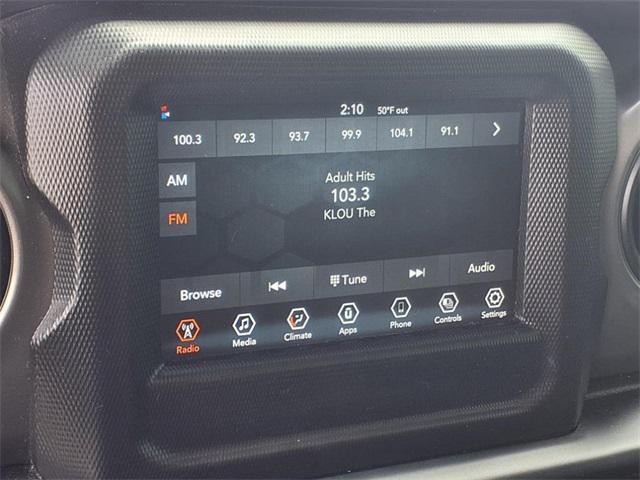 2:10 50°F out
100.3 92.3 93.7 99.9 104.1 91.1
AM
Adult Hits
103.3
FM
KLOU The
Browse Tune Audio
Radio Media Climate Apps Phone Controls Settings